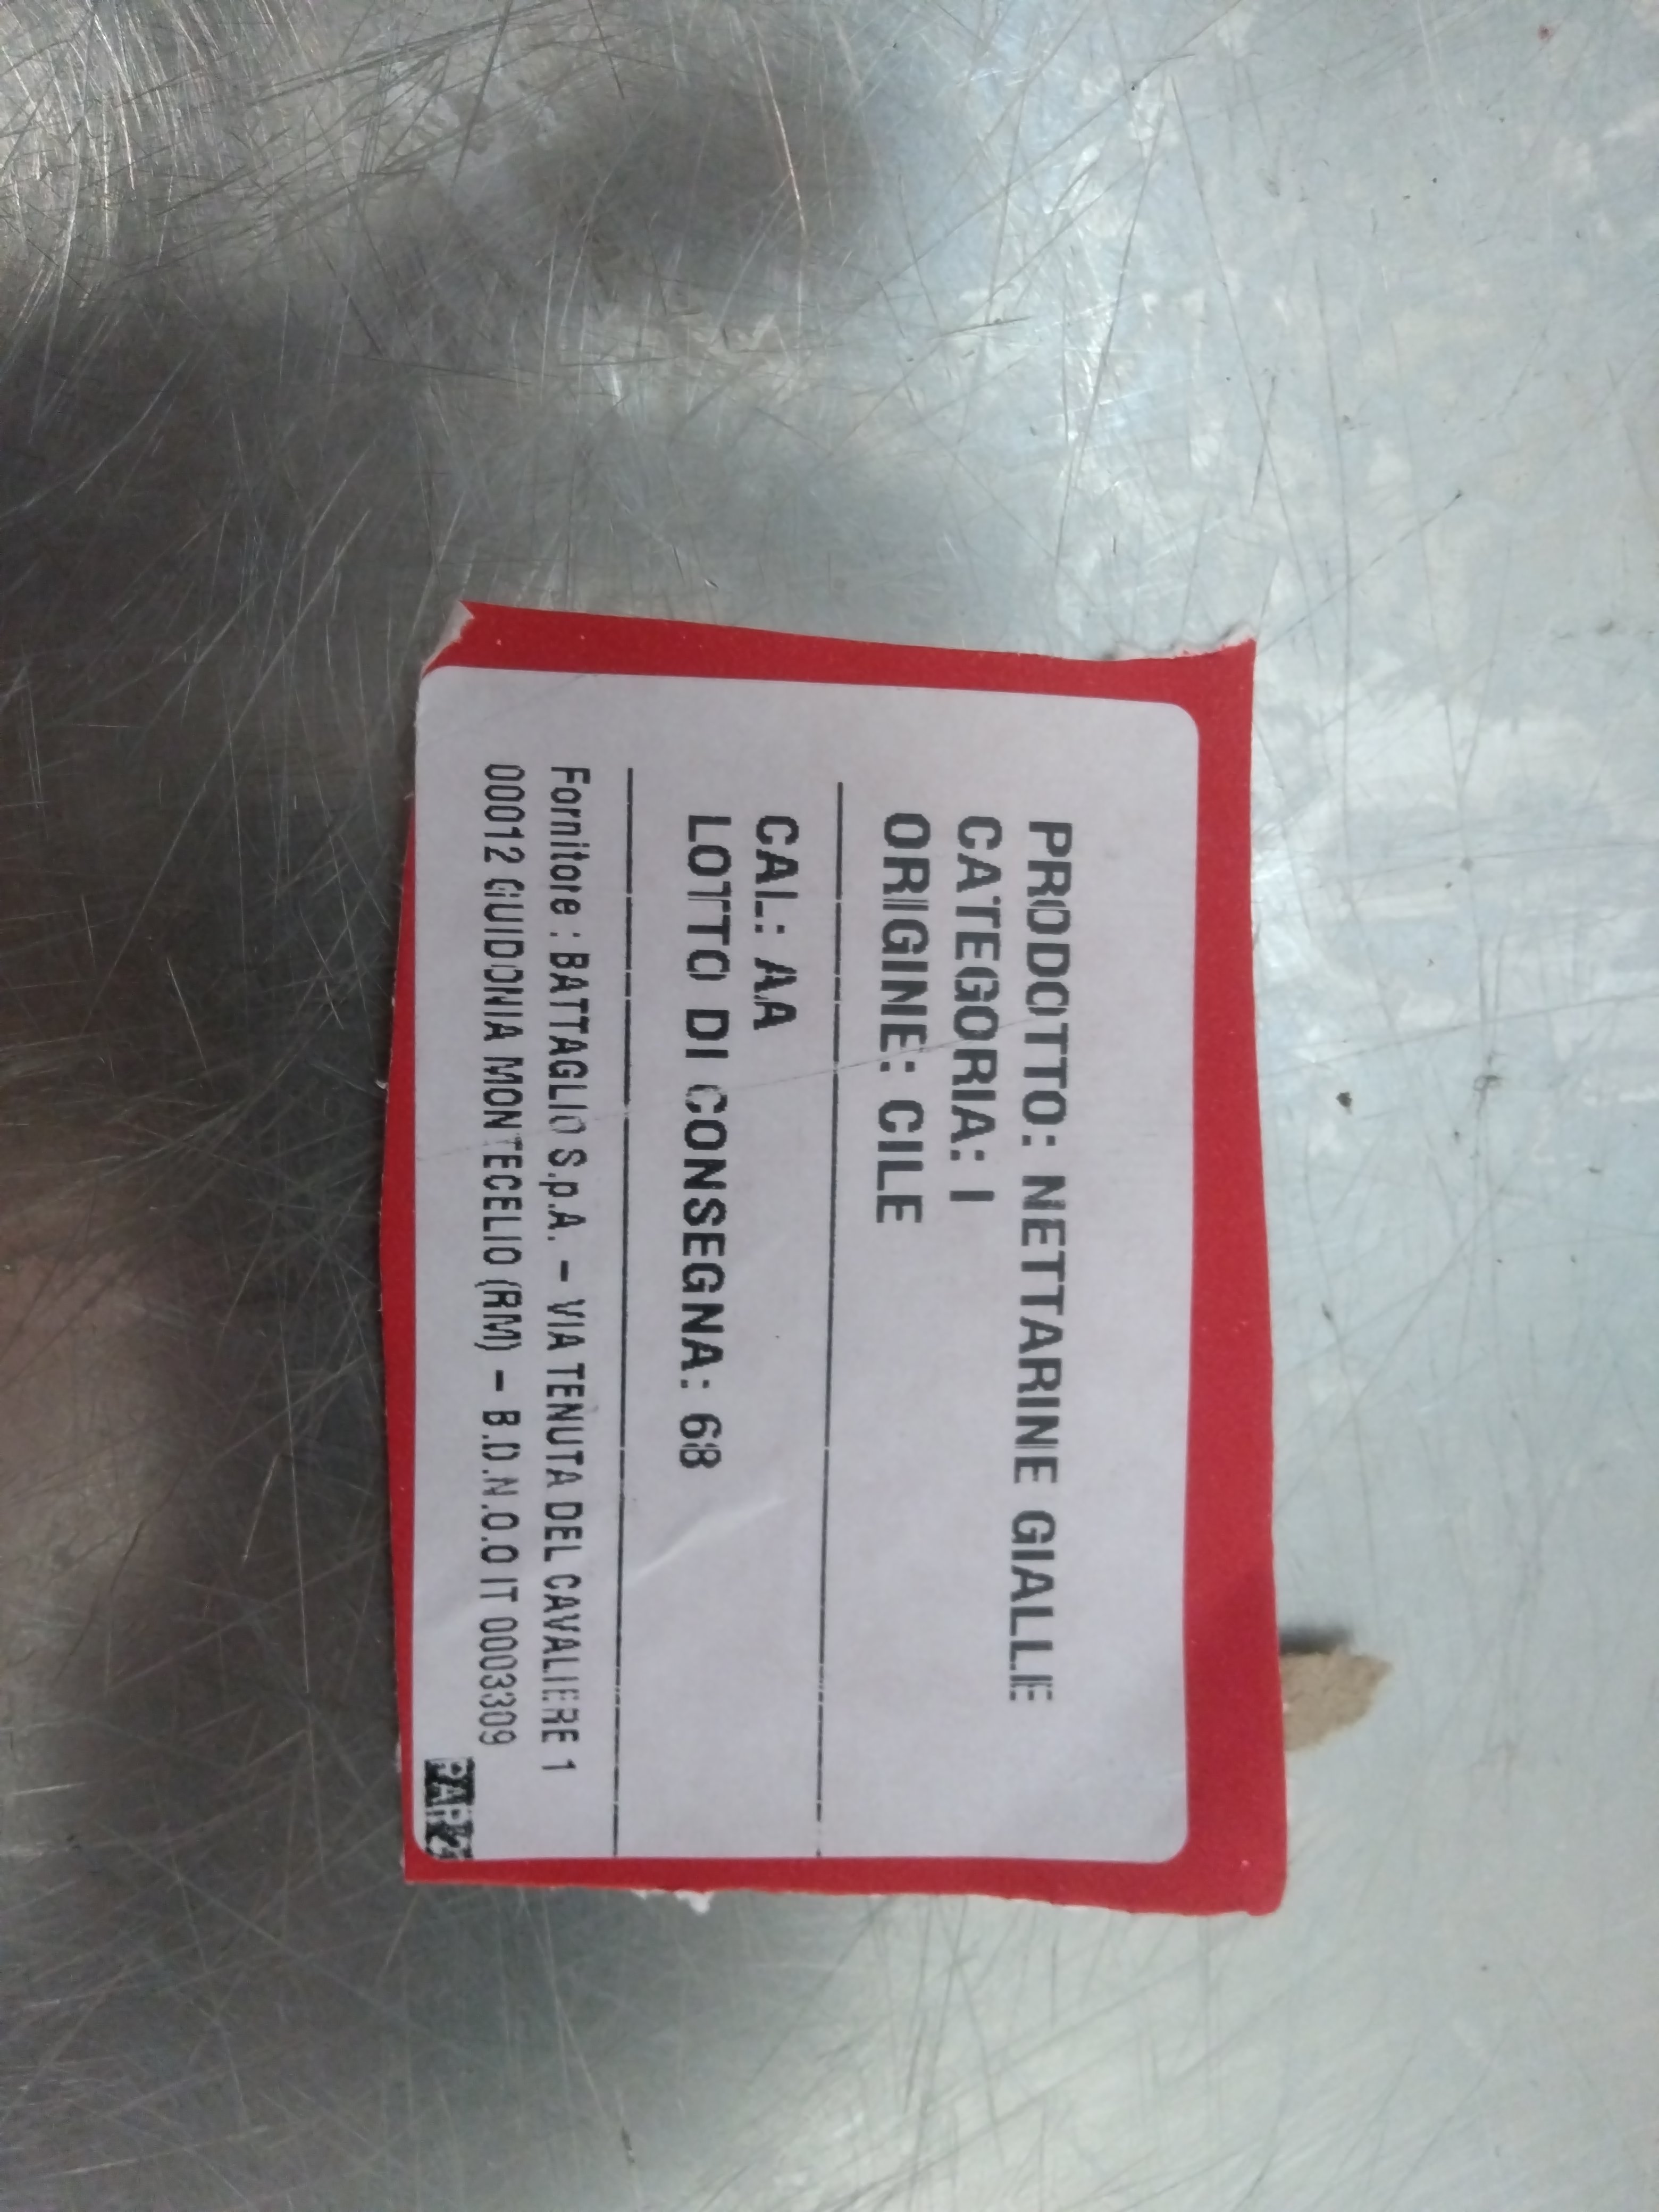 PRODOTTO: NETTARINE GIALLE
CATEGORIA: I
ORIGINE: CILE
CAL: AA
LOTTO DI CONSEGNA: 68
Fornitore : BATTAGLIO S.p.A. - VIA TENUTA DEL CAVALIERE 1
00012 GUIDONIA MONTECELIO (RM) - B.D.N.O.O IT 0003309